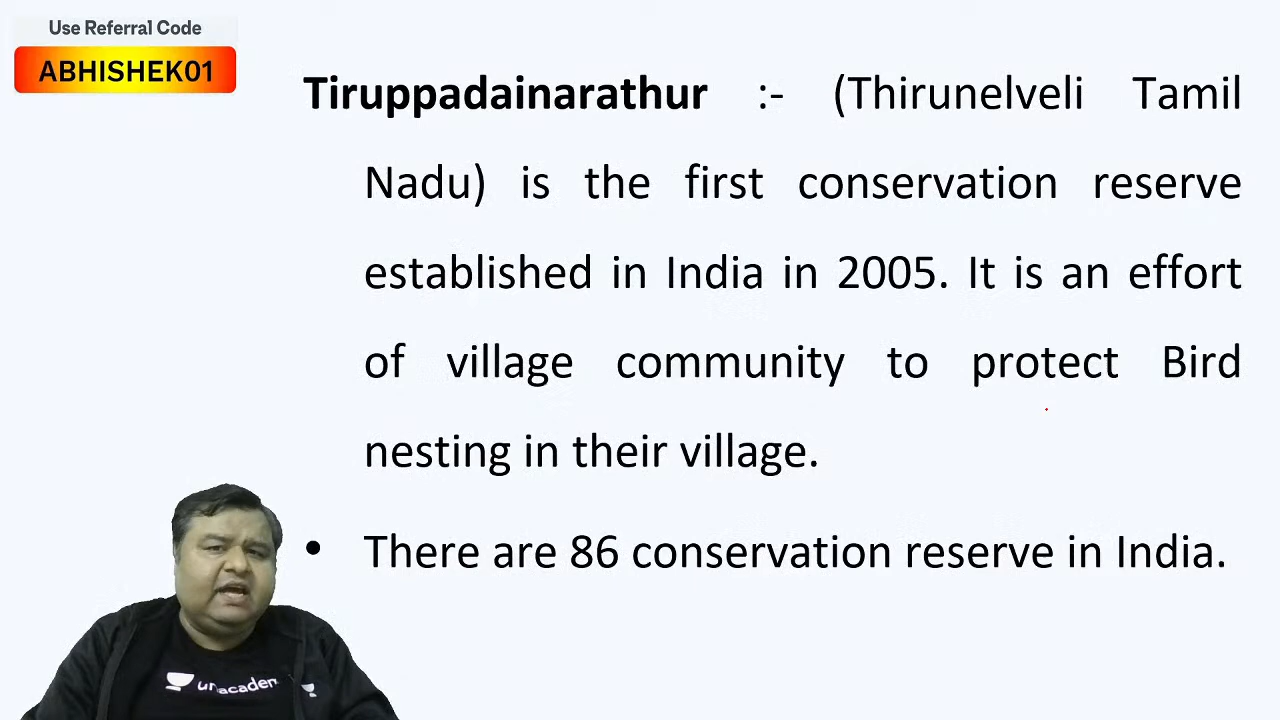 Use Referral Code
ABHISHEK01
Tiruppadainarathur :- (Thirunelveli Tamil
Nadu) is the first conservation reserve
established in India in 2005. It is an effort
of village community to protect Bird
nesting in their village.
• There are 86 conservation reserve in India.
unacadem